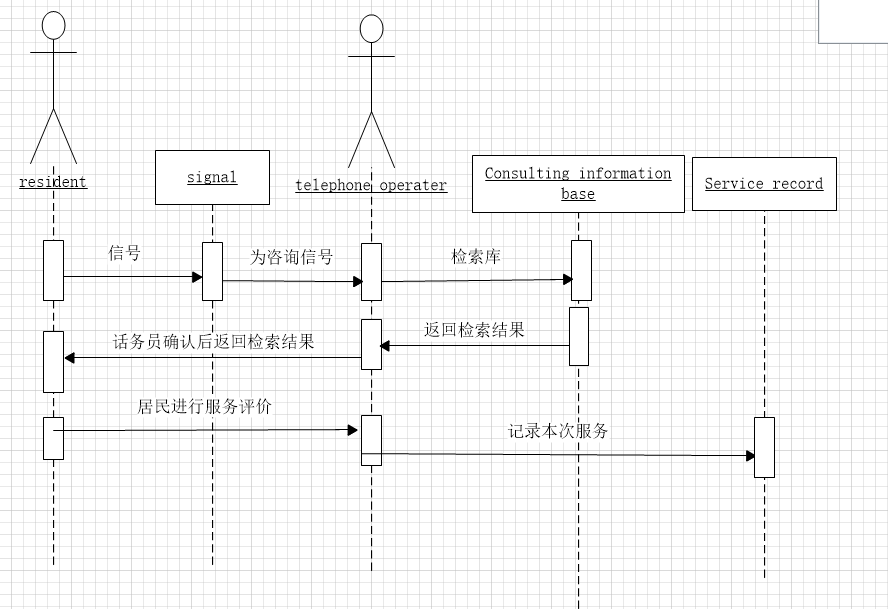 resident
signal
telephone operater
Consulting information
base
Service record
信号
为咨询信号
检索库
话务员确认后返回检索结果
返回检索结果
居民进行服务评价
记录本次服务